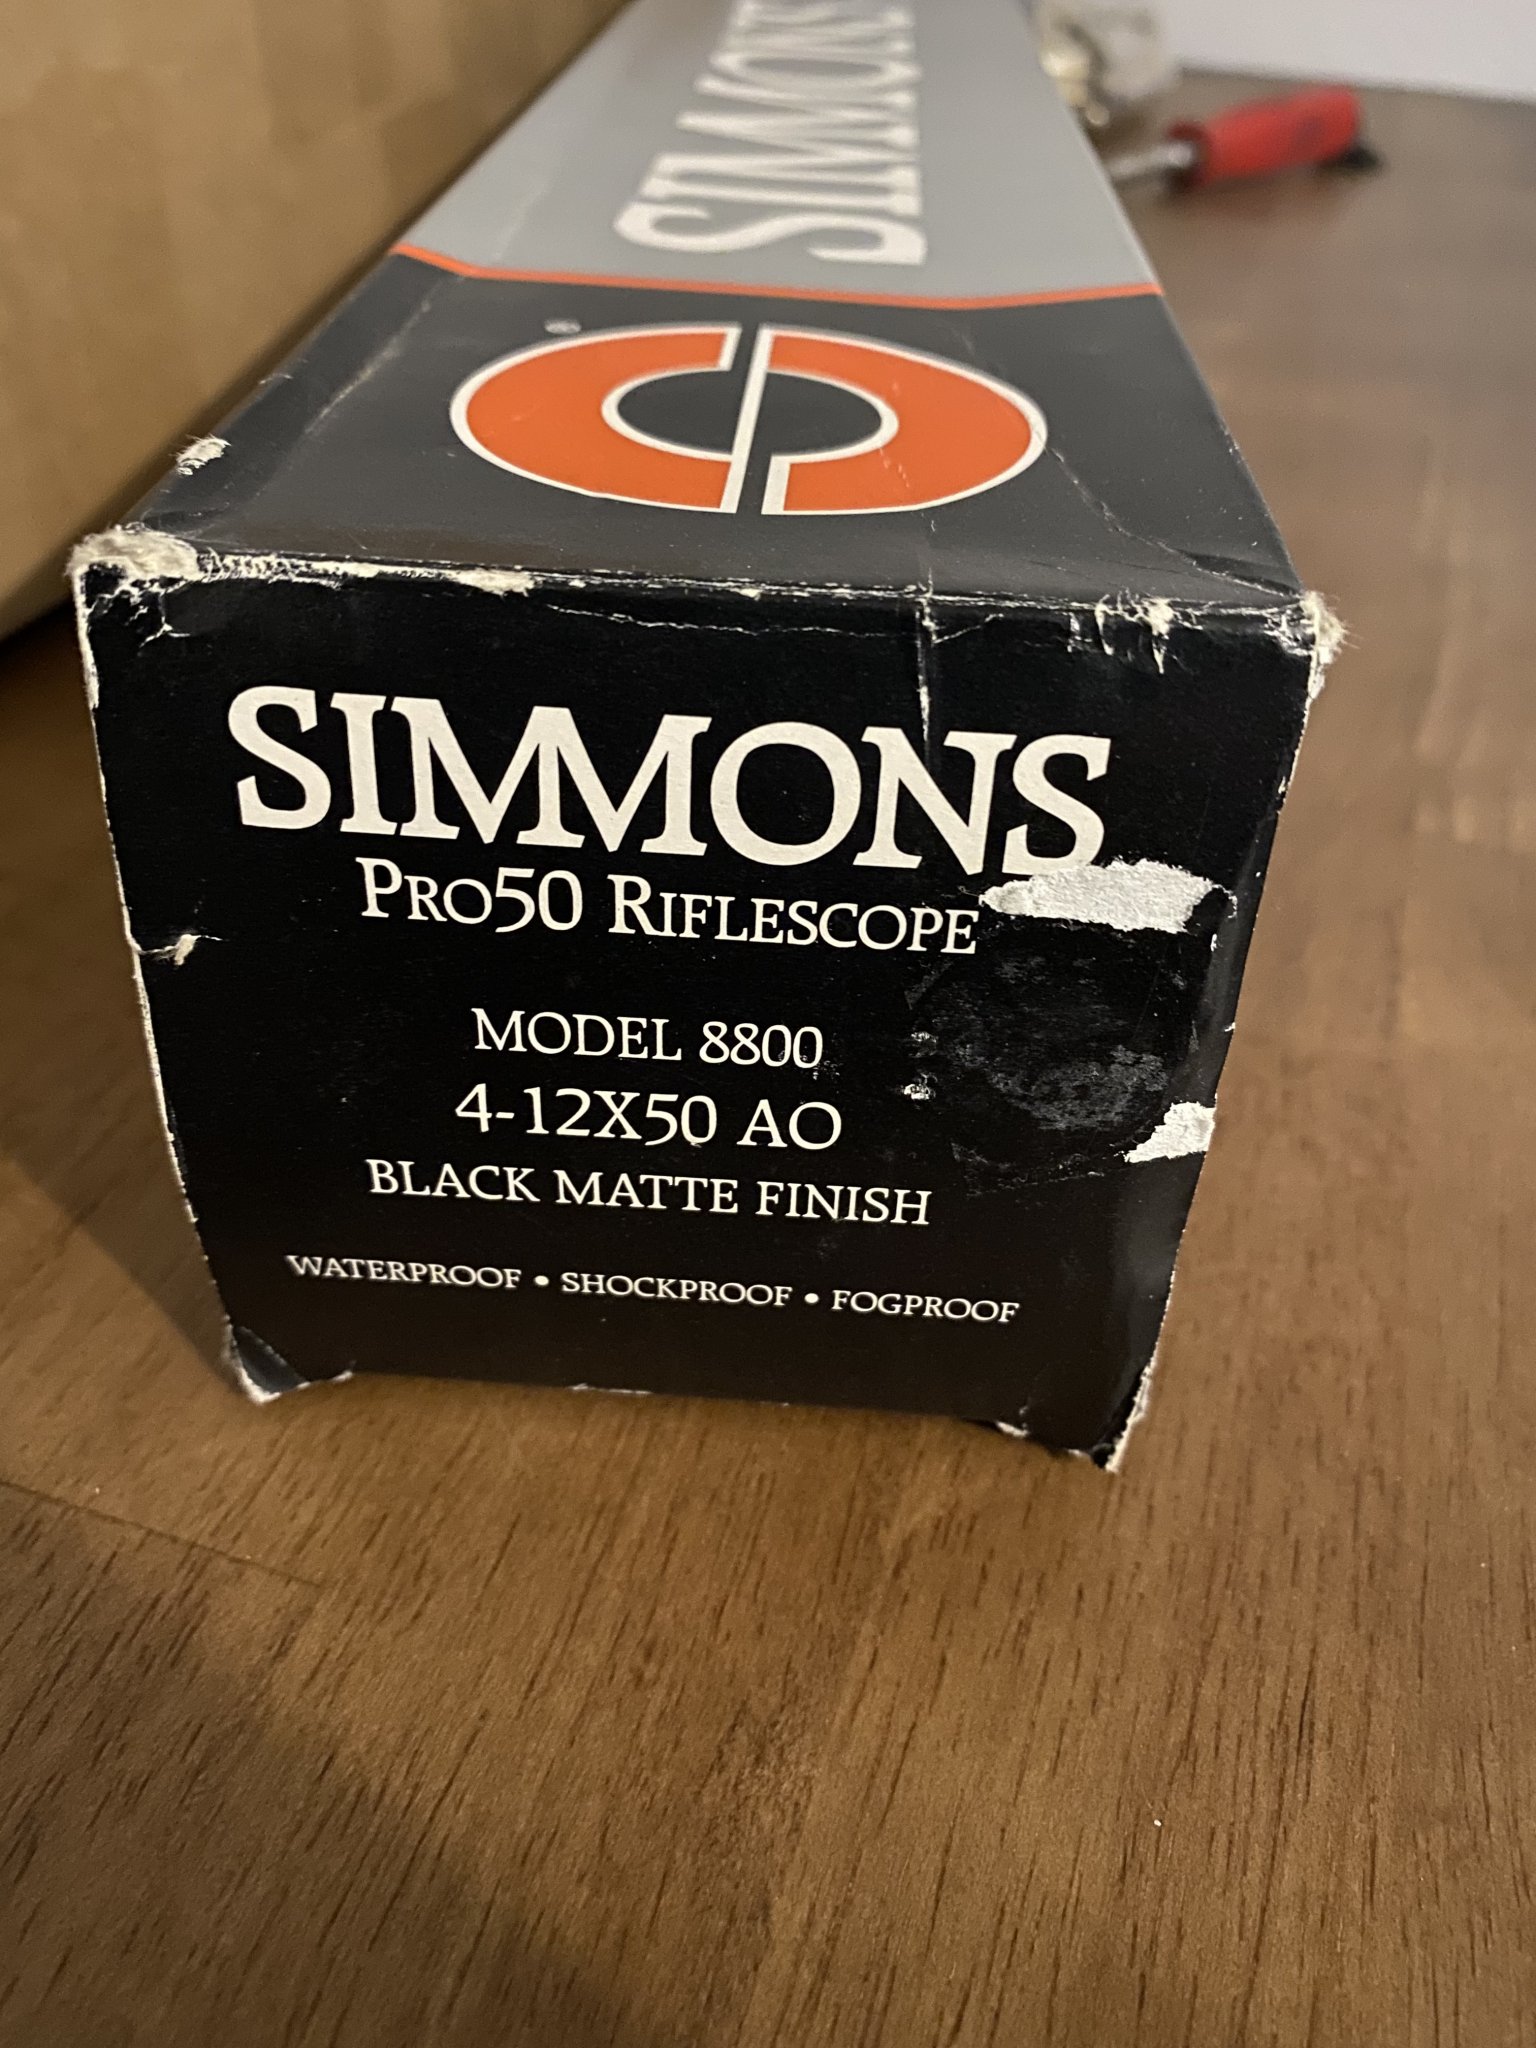 SIMMONS
®
SIMMONS
PRO50 RIFLESCOPE
MODEL 8800
4-12X50 AO
BLACK MATTE FINISH
WATERPROOF • SHOCKPROOF • FOGPROOF